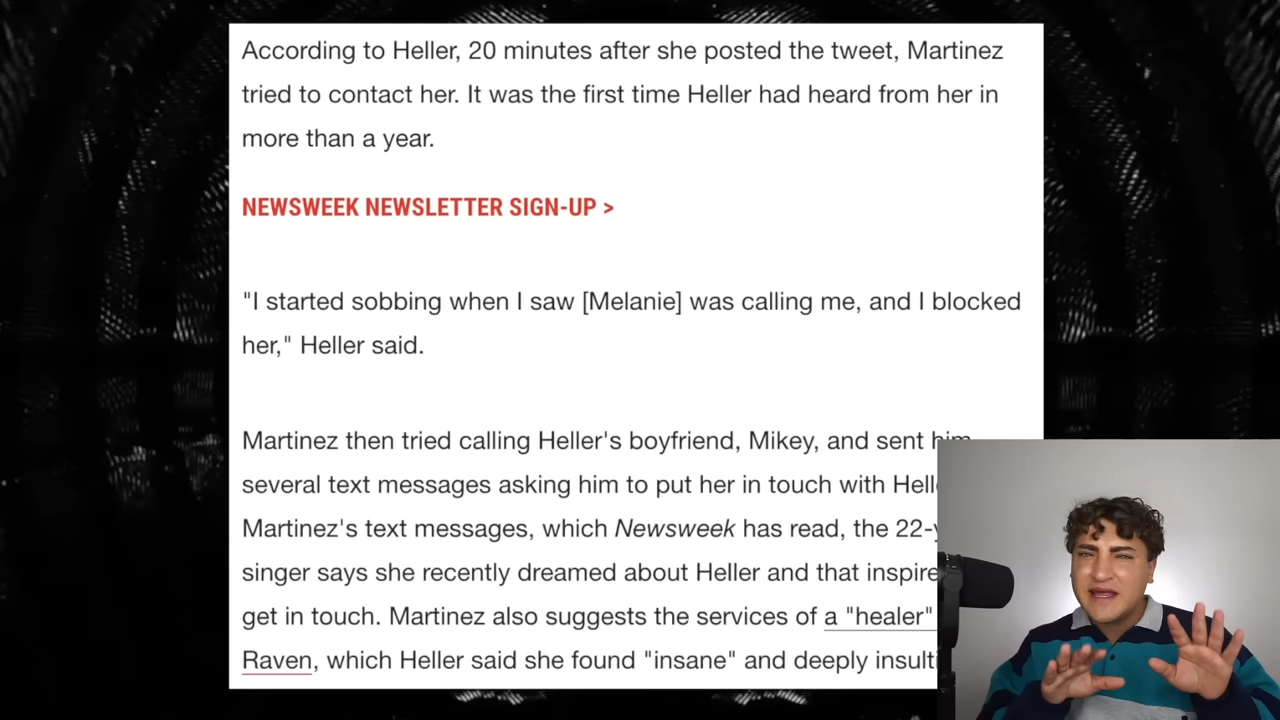 According to Heller, 20 minutes after she posted the tweet, Martinez
tried to contact her. It was the first time Heller had heard from her in
more than a year.
NEWSWEEK NEWSLETTER SIGN-UP >
"I started sobbing when I saw [Melanie] was calling me, and I blocked
her," Heller said.
Martinez then tried calling Heller's boyfriend, Mikey, and sent him
several text messages asking him to put her in touch with
Martinez's text messages, which Newsweek has read, the
singer says she recently dreamed about Heller and that
get in touch. Martinez also suggests the services of a "healer"
Raven, which Heller said she found "insane" and deeply